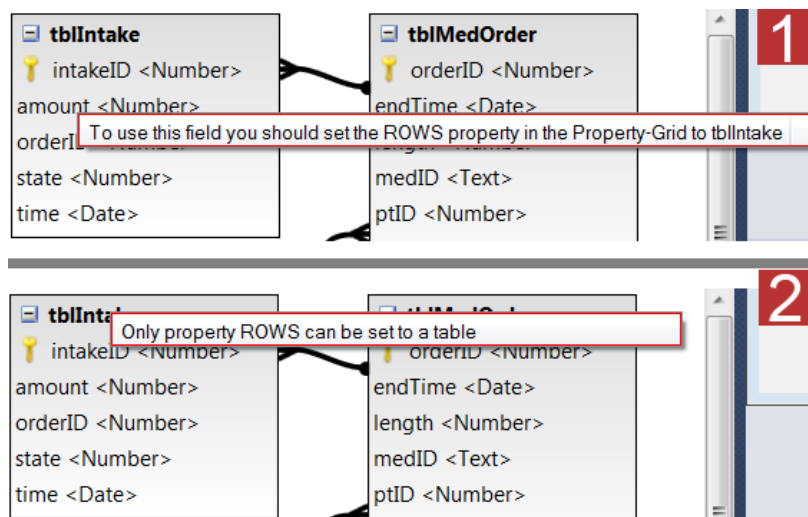 tblIntake
intakeID <Number>
amount <Number>
orderI
state <Number>
time <Date>
tblMedOrder
orderID <Number>
endTime <Date>
medID <Text>
ptID <Number>
To use this field you should set the ROWS property in the Property-Grid to tblIntake
1
tblInta
intakeID <Number>
amount <Number>
orderID <Number>
state <Number>
time <Date>
orderID <Number>
endTime <Date>
length <Number>
medID <Text>
ptID <Number>
Only property ROWS can be set to a table
2